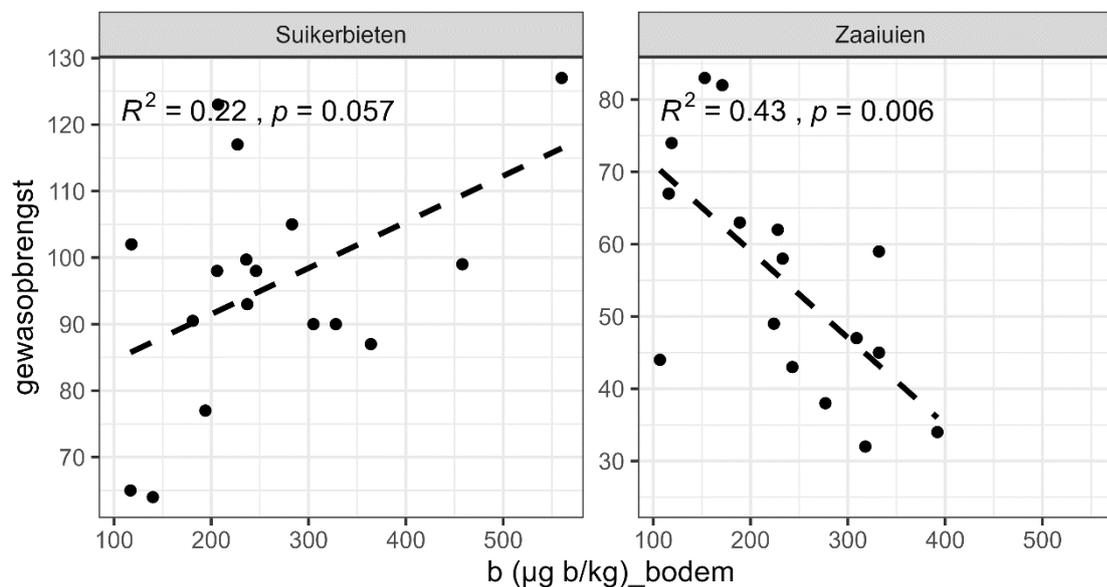 Suikerbieten
Zaaiuien
gewasopbrengst
130
120
110
100
90
80
70
R² = 0.22 , p = 0.057
100 200 300 400 500
80
70
60
50
40
30
R² = 0.43 , p = 0.006
100 200 300 400 500
b (µg b/kg)_bodem